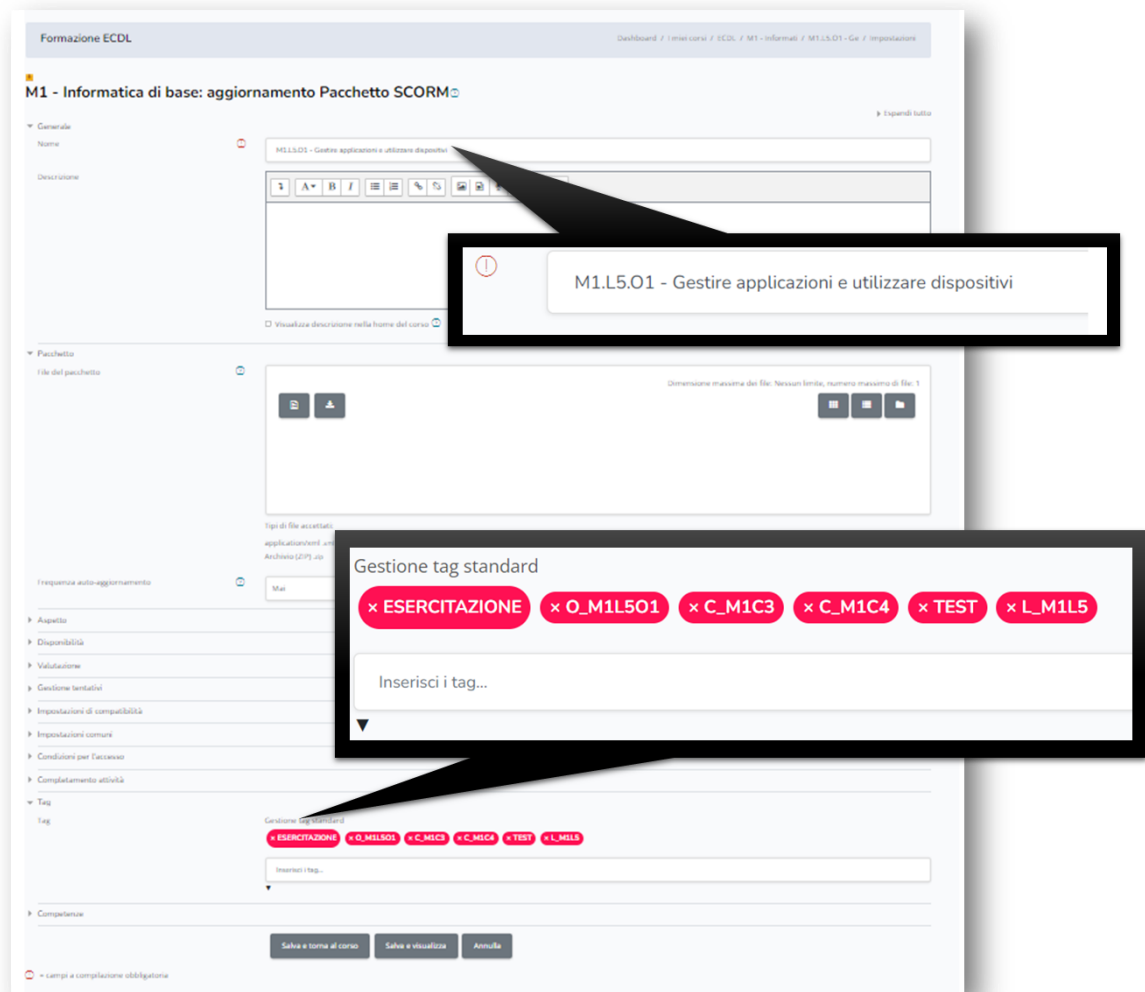 Formazione ECDL
Dashboard / I miei corsi / ECDL / M1 - Informati / M1.L5.O1 - Ge / Impostazioni
M1 - Informatica di base: aggiornamento Pacchetto SCORM
Espandi tutto
Generale
Nome
M1.L5.O1 - Gestire applicazioni e utilizzare dispositivi
Descrizione
A B I
M1.L5.O1 - Gestire applicazioni e utilizzare dispositivi
Visualizza descrizione nella home del corso
Pacchetto
File del pacchetto
Dimensione massima dei file: Nessun limite, numero massimo di file: 1
Tipi di file accettati:
application/xml .xml
Archivio (ZIP) .zip
Gestione tag standard
× ESERCITAZIONE × O_M1L5O1 × C_M1C3 × C_M1C4 × TEST × L_M1L5
Inserisci i tag...
Frequenza auto-aggiornamento
Mai
Aspetto
Disponibilità
Valutazione
Gestione tentativi
Impostazioni di compatibilità
Impostazioni comuni
Condizioni per l'accesso
Completamento attività
Tag
Tag
Gestione tag standard
× ESERCITAZIONE × O_M1L5O1 × C_M1C3 × C_M1C4 × TEST × L_M1L5
Inserisci i tag...
Competenze
Salva e torna al corso Salva e visualizza Annulla
= campi a compilazione obbligatoria